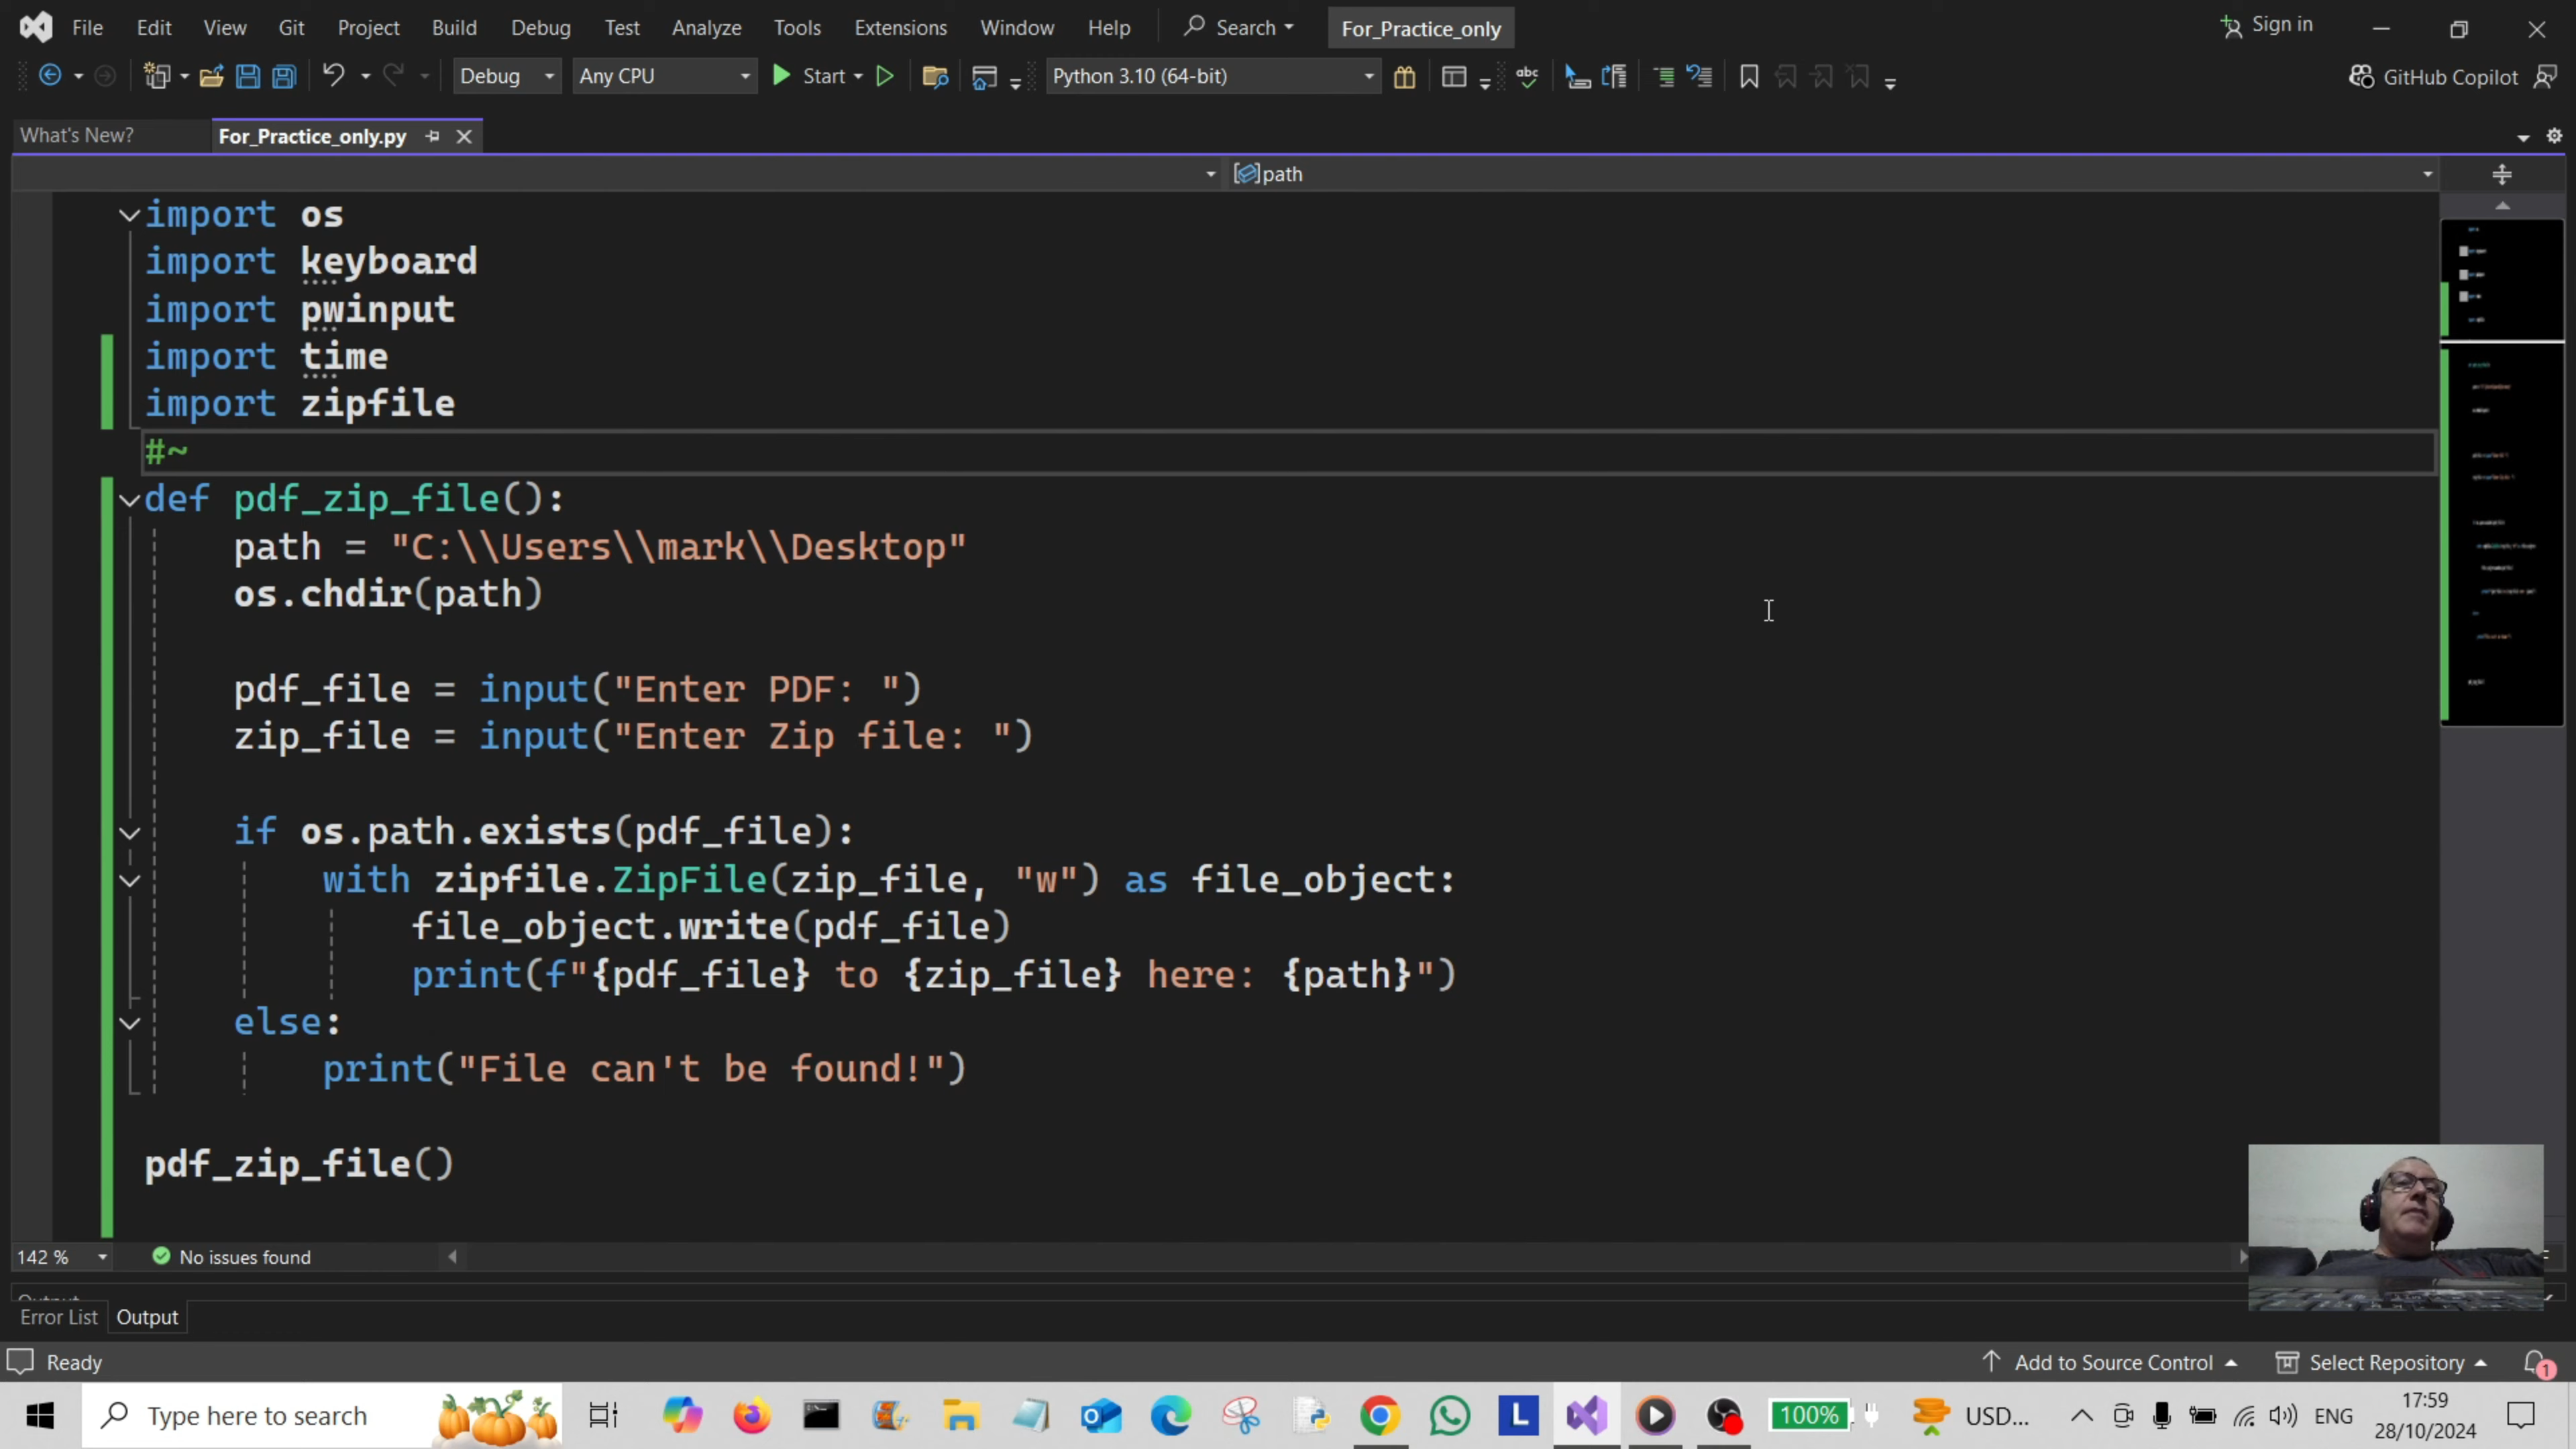 File Edit View Git Project Build Debug Test Analyze Tools Extensions Window Help Search For_Practice_only Sign in
Debug Any CPU Start Python 3.10 (64-bit) abc GitHub Copilot
What's New? For_Practice_only.py
path
import os
import keyboard
import pwinput
import time
import zipfile
#~
def pdf_zip_file():
path = "C:\\Users\\mark\\Desktop"
os.chdir(path)
pdf_file = input("Enter PDF: ")
zip_file = input("Enter Zip file: ")
if os.path.exists(pdf_file):
with zipfile.ZipFile(zip_file, "w") as file_object:
file_object.write(pdf_file)
print(f"{pdf_file} to {zip_file} here: {path}")
else:
print("File can't be found!")
pdf_zip_file()
142 % No issues found
Output
Error List Output
Ready Add to Source Control Select Repository 1
Type here to search L 100% USD... ENG 17:59
28/10/2024